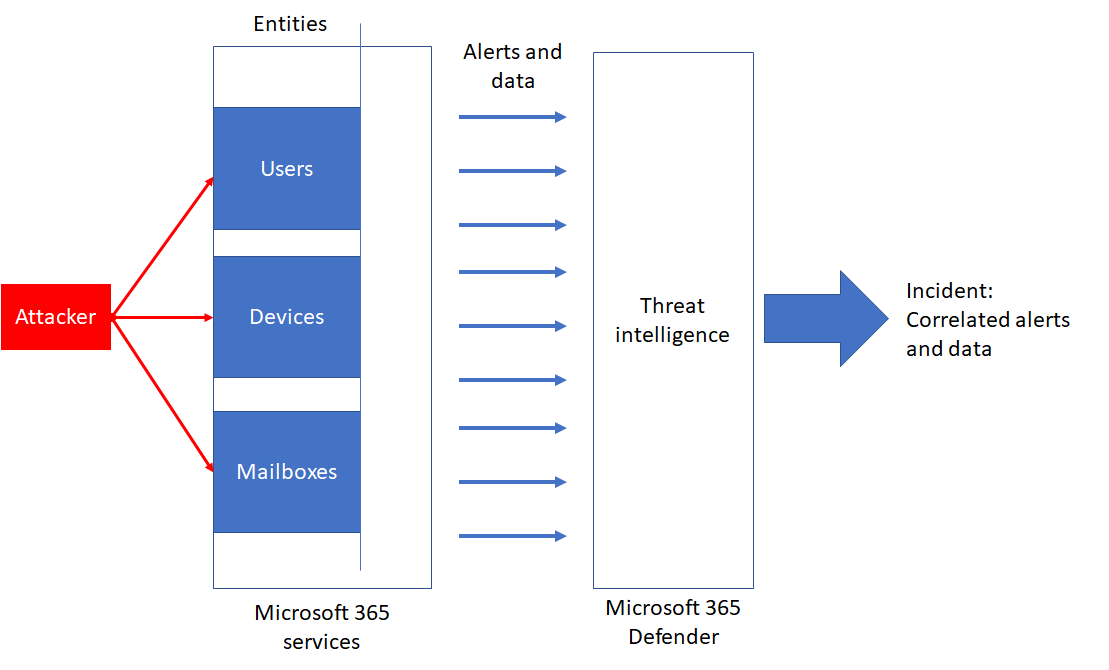 Entities
Alerts and
data
Users
Attacker
Devices
Mailboxes
Threat
intelligence
Incident:
Correlated alerts
and data
Microsoft 365
services
Microsoft 365
Defender